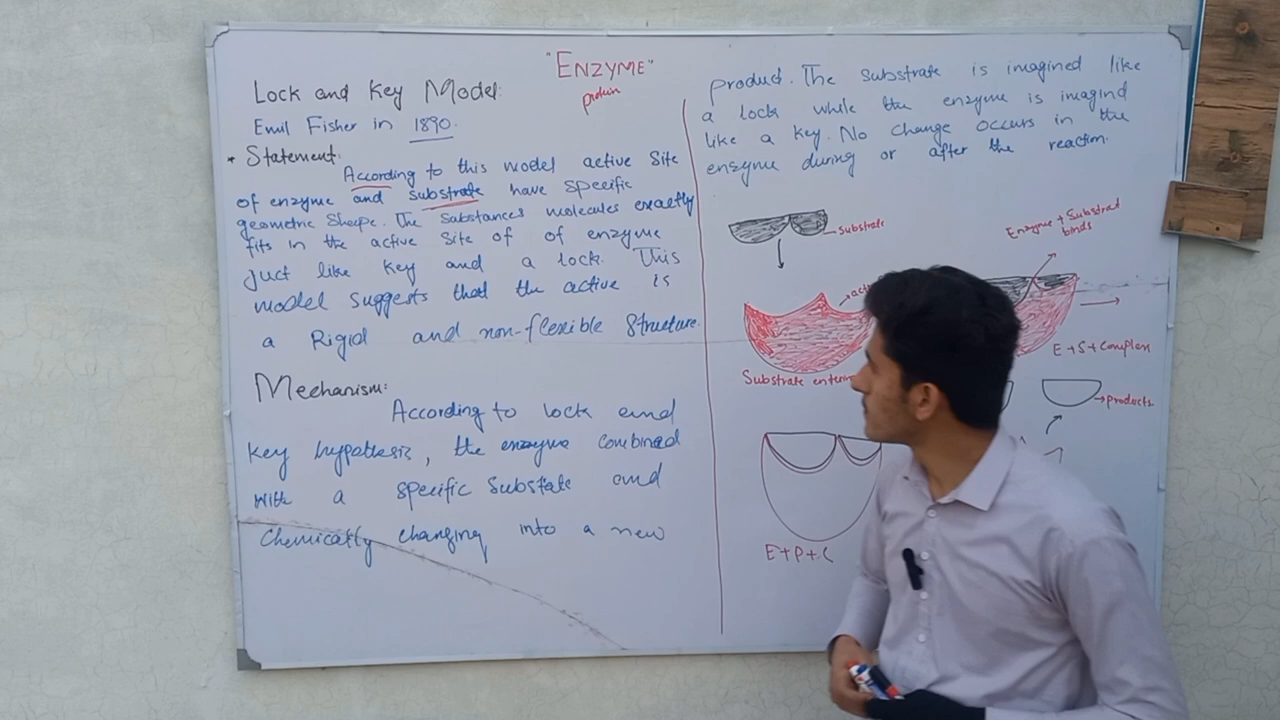 "ENZYME"
protein
Lock and Key Model:
Emil Fisher in 1890.
* Statement:
According to this model active site
of enzyme and substrate have specific
geometric Shepe. The Substances molecules exactly
fits in the active Site of of enzyme
just like key and a lock. This
model suggests that the active is
a Rigid and non-flexible Structure.
Mechanism:
According to lock and
key hypothesis, the enzyme combined
with a specific Substate and
Chemically changing into a new
product. The substrate is imagined like
a lock while the enzyme is imagind
like a key. No change occurs in the
enzyme during or after the reaction.
substrate
Enzyme + Substrad
binds
act
Substrate enterin
E + S + Complex
products
E + P + C